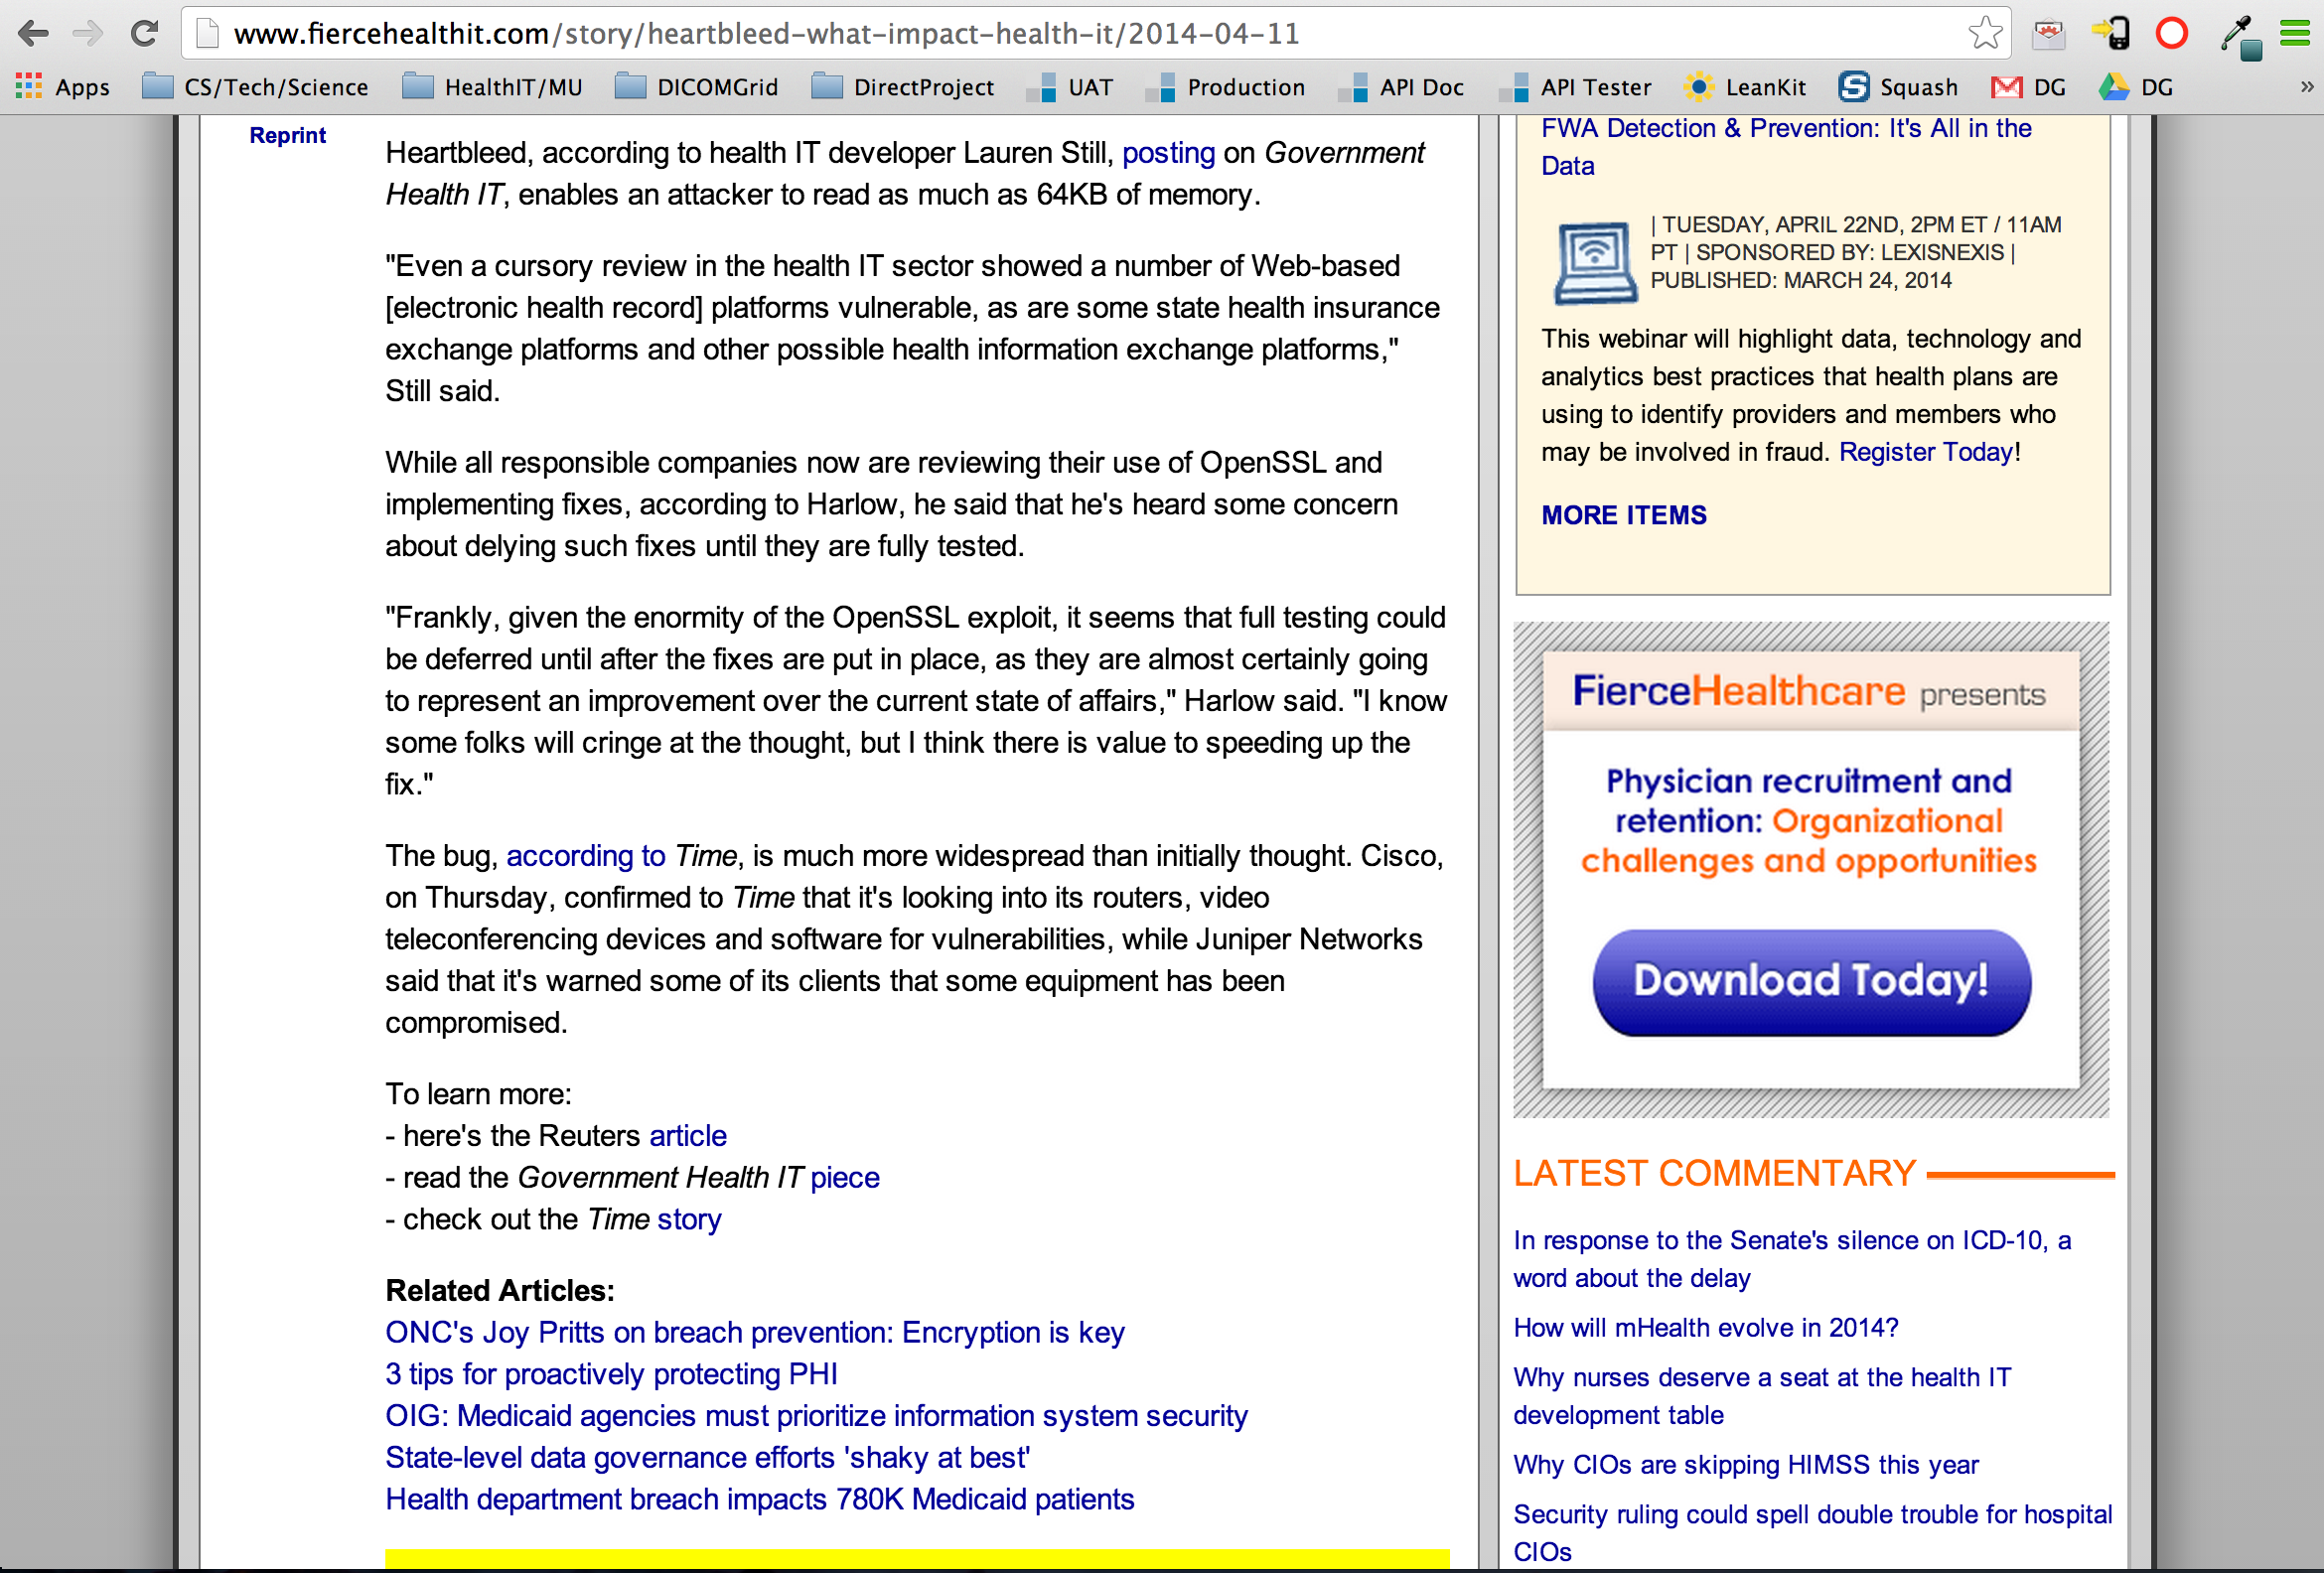 www.fiercehealthit.com/story/heartbleed-what-impact-health-it/2014-04-11
Apps CS/Tech/Science HealthIT/MU DICOMGrid DirectProject UAT Production API Doc API Tester LeanKit Squash DG DG »
Reprint
Heartbleed, according to health IT developer Lauren Still, posting on Government
Health IT, enables an attacker to read as much as 64KB of memory.
"Even a cursory review in the health IT sector showed a number of Web-based
[electronic health record] platforms vulnerable, as are some state health insurance
exchange platforms and other possible health information exchange platforms,"
Still said.
While all responsible companies now are reviewing their use of OpenSSL and
implementing fixes, according to Harlow, he said that he's heard some concern
about delying such fixes until they are fully tested.
"Frankly, given the enormity of the OpenSSL exploit, it seems that full testing could
be deferred until after the fixes are put in place, as they are almost certainly going
to represent an improvement over the current state of affairs," Harlow said. "I know
some folks will cringe at the thought, but I think there is value to speeding up the
fix."
The bug, according to Time, is much more widespread than initially thought. Cisco,
on Thursday, confirmed to Time that it's looking into its routers, video
teleconferencing devices and software for vulnerabilities, while Juniper Networks
said that it's warned some of its clients that some equipment has been
compromised.
To learn more:
- here's the Reuters article
- read the Government Health IT piece
- check out the Time story
Related Articles:
ONC's Joy Pritts on breach prevention: Encryption is key
3 tips for proactively protecting PHI
OIG: Medicaid agencies must prioritize information system security
State-level data governance efforts 'shaky at best'
Health department breach impacts 780K Medicaid patients
FWA Detection & Prevention: It's All in the
Data
| TUESDAY, APRIL 22ND, 2PM ET / 11AM
PT | SPONSORED BY: LEXISNEXIS |
PUBLISHED: MARCH 24, 2014
This webinar will highlight data, technology and
analytics best practices that health plans are
using to identify providers and members who
may be involved in fraud. Register Today!
MORE ITEMS
FierceHealthcare presents
Physician recruitment and
retention: Organizational
challenges and opportunities
Download Today!
LATEST COMMENTARY
In response to the Senate's silence on ICD-10, a
word about the delay
How will mHealth evolve in 2014?
Why nurses deserve a seat at the health IT
development table
Why CIOs are skipping HIMSS this year
Security ruling could spell double trouble for hospital
CIOs